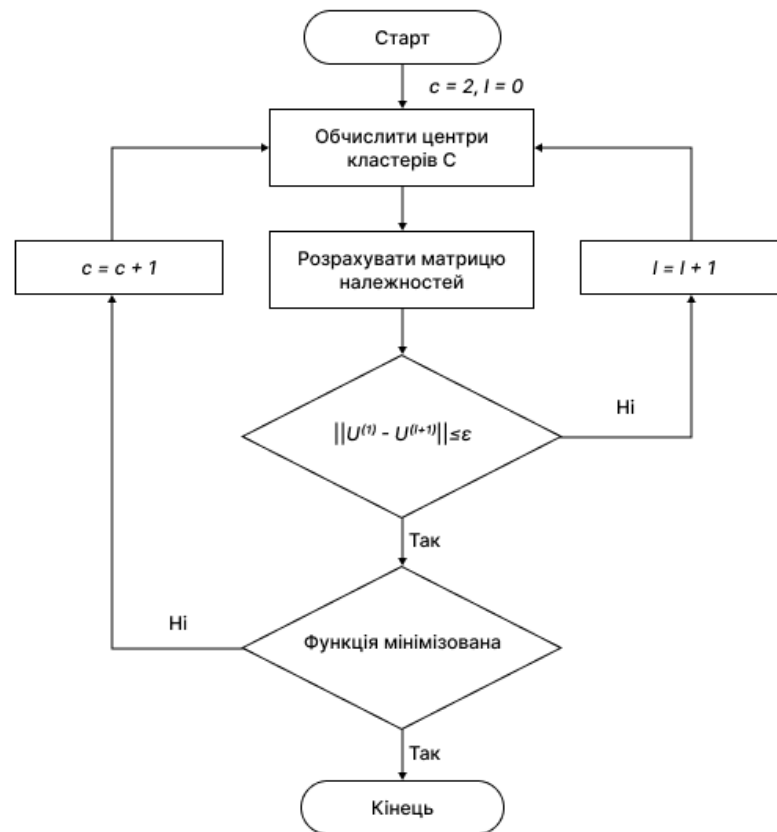 Старт
c = 2, l = 0
Обчислити центри
кластерів С
Розрахувати матрицю
належностей
c = c + 1
l = l + 1
||U⁽¹⁾ - U⁽ˡ⁺¹⁾||≤ε
Ні
Так
Ні
Функція мінімізована
Так
Кінець